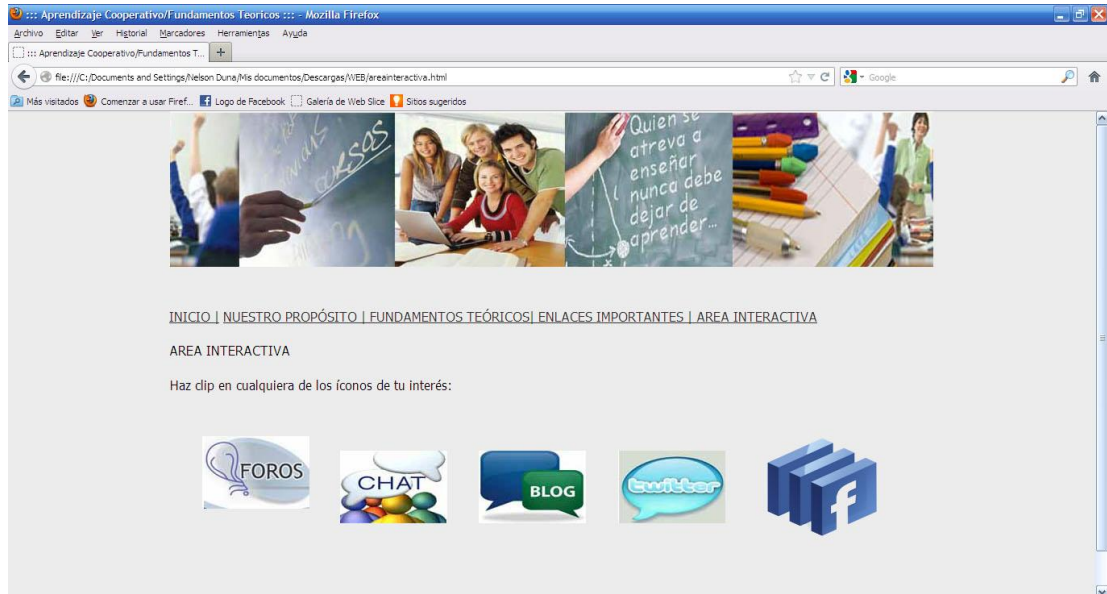 ::: Aprendizaje Cooperativo/Fundamentos Teoricos ::: - Mozilla Firefox
Archivo Editar Ver Historial Marcadores Herramientas Ayuda
::: Aprendizaje Cooperativo/Fundamentos T... +
file:///C:/Documents and Settings/Nelson Duna/Mis documentos/Descargas/WEB/areainteractiva.html
Google
Más visitados Comenzar a usar Firef... Logo de Facebook Galería de Web Slice Sitios sugeridos
cursos
Quien se
atreva a
enseñar
nunca debe
dejar de
aprender...
INICIO | NUESTRO PROPÓSITO | FUNDAMENTOS TEÓRICOS| ENLACES IMPORTANTES | AREA INTERACTIVA
AREA INTERACTIVA
Haz clip en cualquiera de los íconos de tu interés:
FOROS
CHAT
BLOG
twitter
f